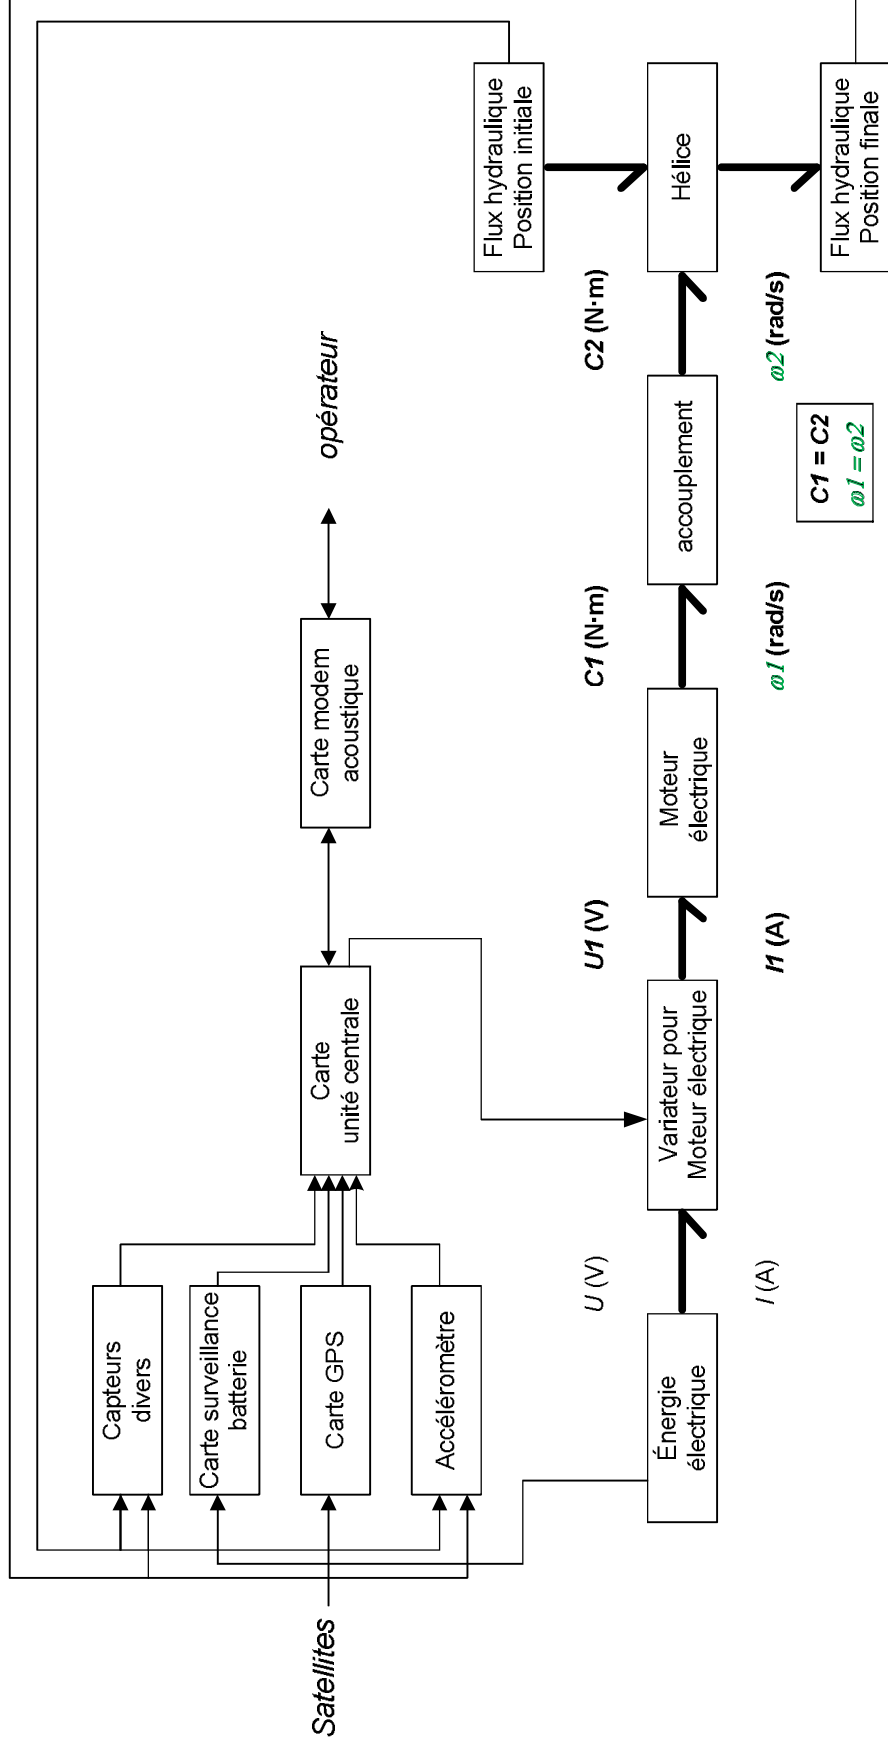 Capteurs
divers
Carte surveillance
batterie
Satellites
Carte GPS
Accéléromètre
Carte
unité centrale
Carte modem
acoustique
opérateur
Flux hydraulique
Position initiale
U (V)
U1 (V)
C1 (N·m)
C2 (N·m)
Énergie
électrique
Variateur pour
Moteur électrique
Moteur
électrique
accouplement
Hélice
I (A)
I1 (A)
ω1 (rad/s)
ω2 (rad/s)
C1 = C2
ω1 = ω2
Flux hydraulique
Position finale